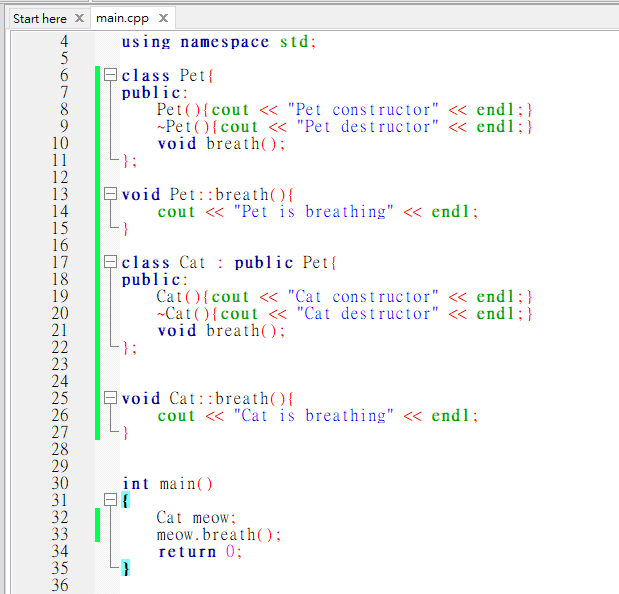 Start here
main.cpp
4 using namespace std;
5
6 class Pet{
7 public:
8 Pet(){cout << "Pet constructor" << endl;}
9 ~Pet(){cout << "Pet destructor" << endl;}
10 void breath();
11 };
12
13 void Pet::breath(){
14 cout << "Pet is breathing" << endl;
15 }
16
17 class Cat : public Pet{
18 public:
19 Cat(){cout << "Cat constructor" << endl;}
20 ~Cat(){cout << "Cat destructor" << endl;}
21 void breath();
22 };
23
24
25 void Cat::breath(){
26 cout << "Cat is breathing" << endl;
27 }
28
29
30 int main()
31 {
32 Cat meow;
33 meow.breath();
34 return 0;
35 }
36